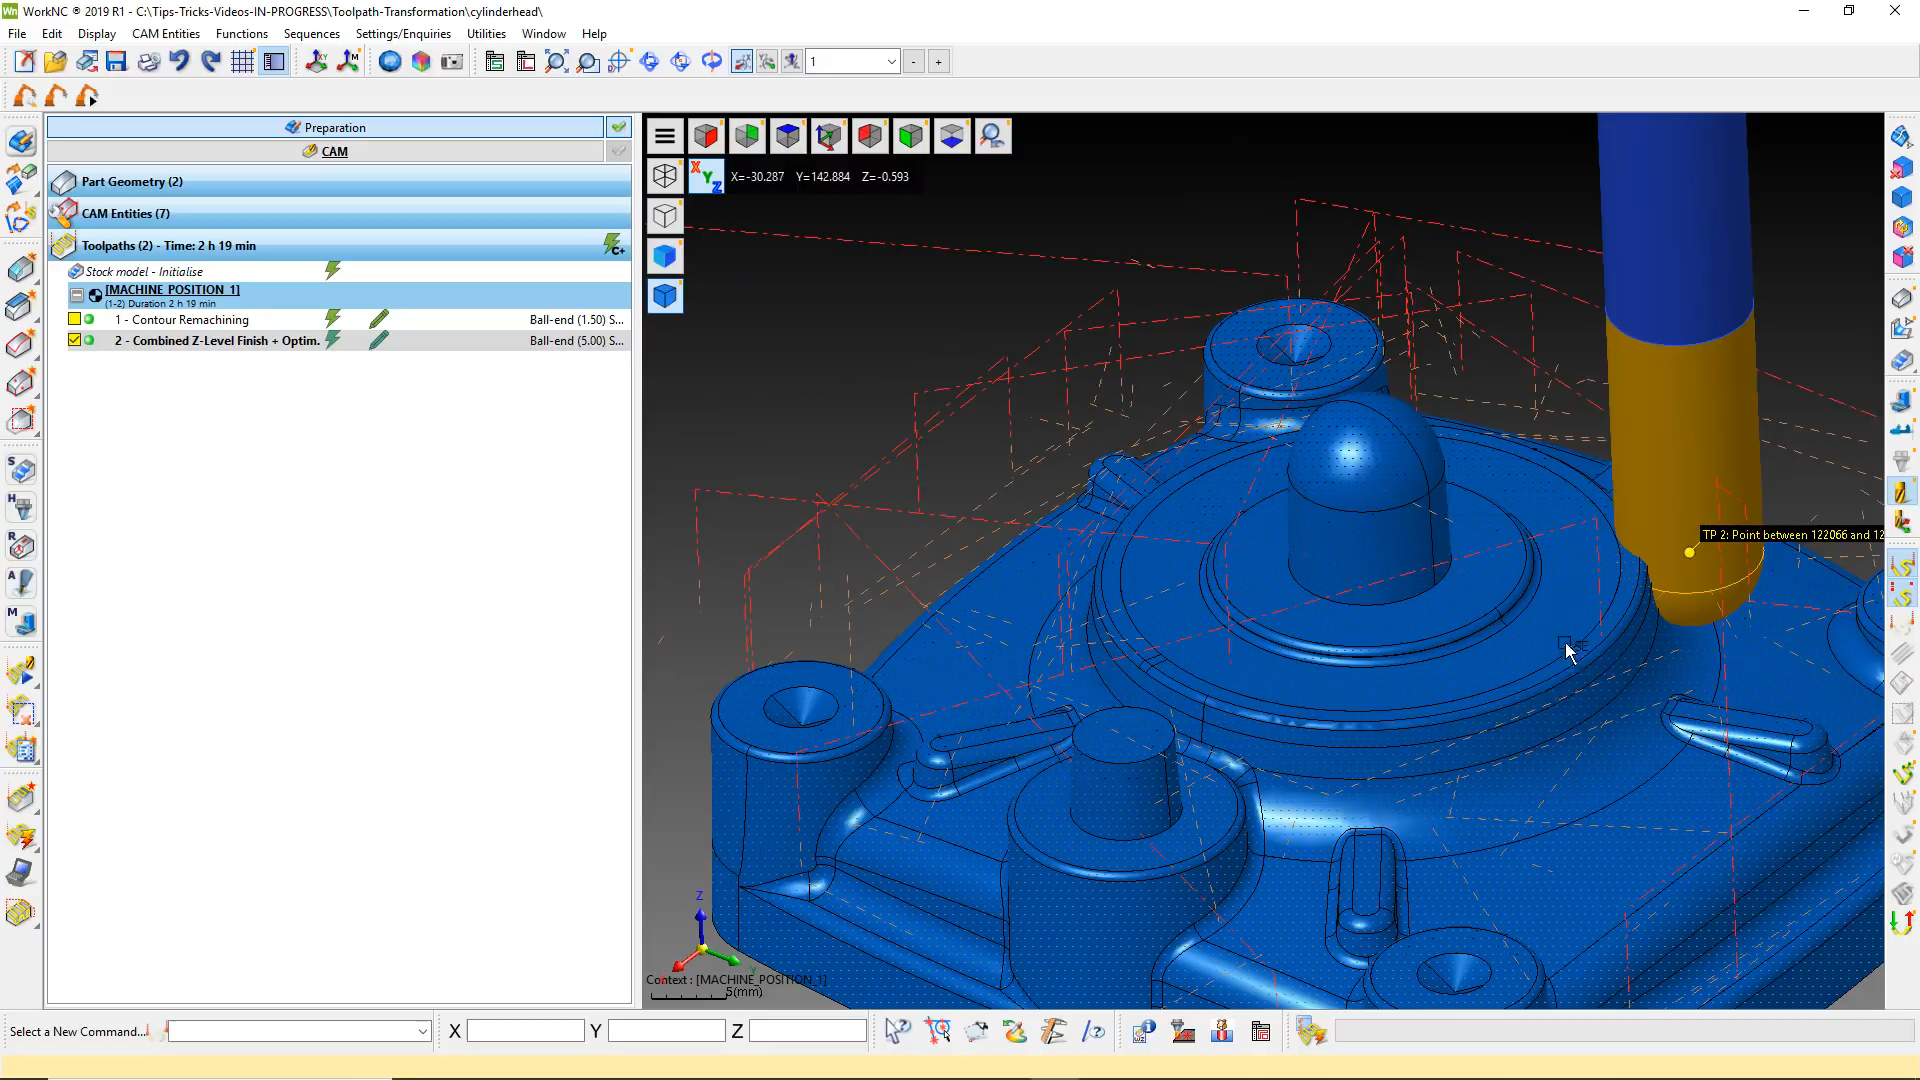 WorkNC ® 2019 R1 - C:\Tips-Tricks-Videos-IN-PROGRESS\Toolpath-Transformation\cylinderhead\
File Edit Display CAM Entities Functions Sequences Settings/Enquiries Utilities Window Help
1
- +
Preparation
CAM
Part Geometry (2)
CAM Entities (7)
Toolpaths (2) - Time: 2 h 19 min
Stock model - Initialise
[MACHINE POSITION 1]
(1-2) Duration 2 h 19 min
1 - Contour Remachining Ball-end (1.50) S...
2 - Combined Z-Level Finish + Optim. Ball-end (5.00) S...
X=-30.287 Y=142.884 Z=-0.593
TP 2: Point between 122066 and 12
Z
Y
Context : [MACHINE_POSITION_1]
5(mm)
Select a New Command...
X Y Z